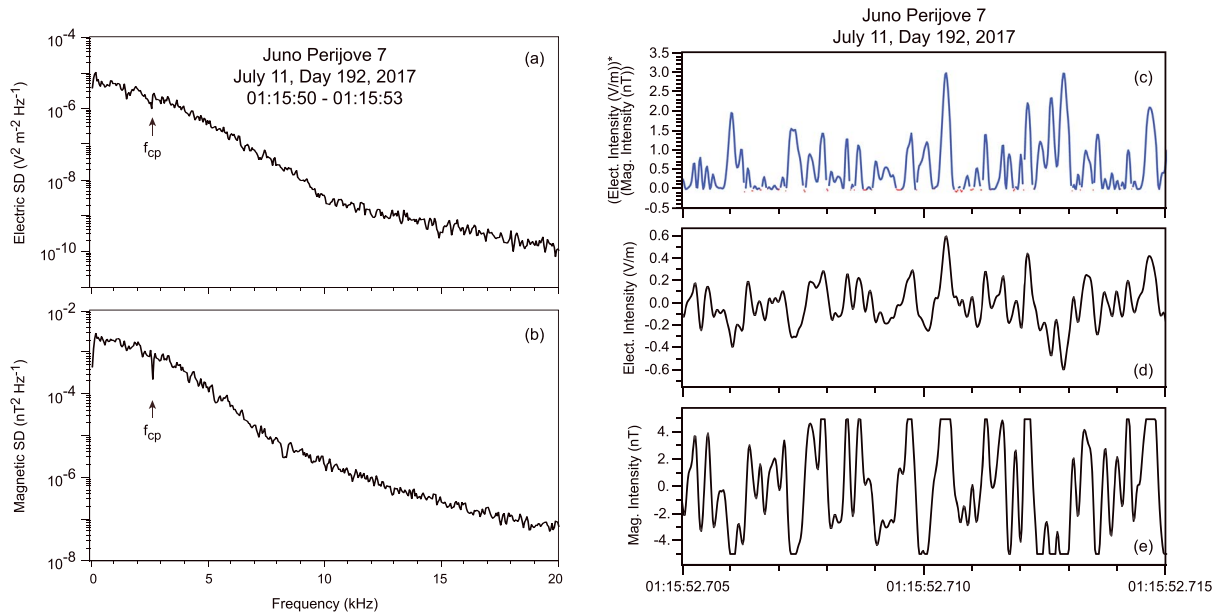 Juno Perijove 7
July 11, Day 192, 2017
01:15:50 - 01:15:53
(a)
Electric SD (V² m⁻² Hz⁻¹)
10⁻⁴
10⁻⁶
10⁻⁸
10⁻¹⁰
f_cp
(b)
Magnetic SD (nT² Hz⁻¹)
10⁻²
10⁻⁴
10⁻⁶
10⁻⁸
f_cp
0 5 10 15 20
Frequency (kHz)
Juno Perijove 7
July 11, Day 192, 2017
(c)
(Elect. Intensity (V/m))*
(Mag. Intensity (nT))
3.5
3.0
2.5
2.0
1.5
1.0
0.5
0.0
-0.5
(d)
Elect. Intensity (V/m)
0.6
0.2
0.0
-0.2
-0.4
-0.6
(e)
Mag. Intensity (nT)
4.
2.
0.
-2.
-4.
01:15:52.705 01:15:52.710 01:15:52.715